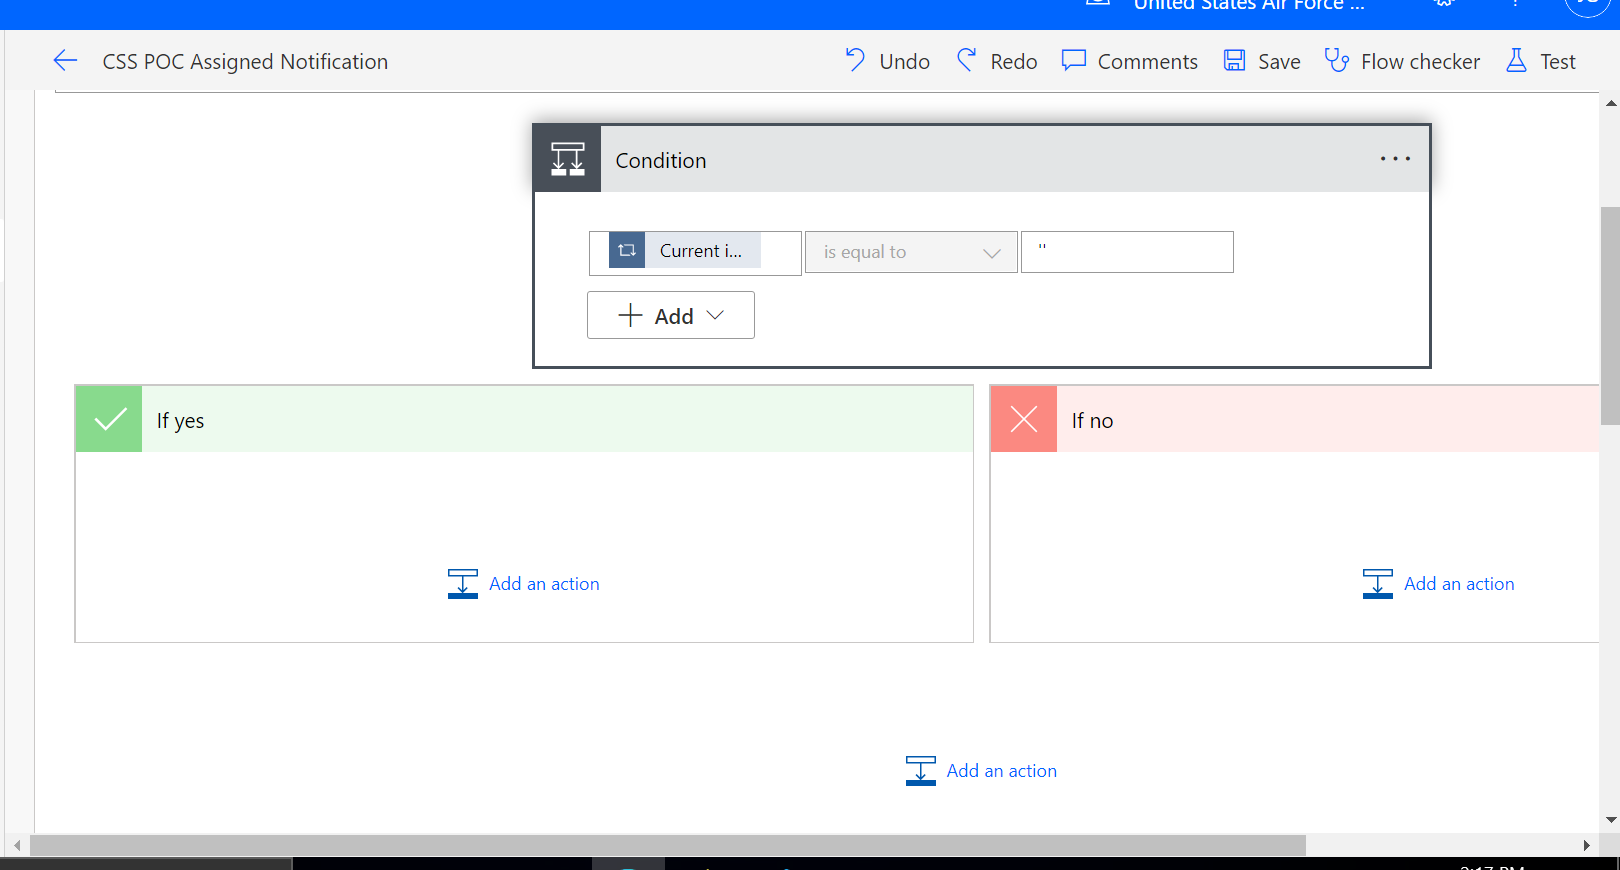 United States Air Force ...
CSS POC Assigned Notification
Undo
Redo
Comments
Save
Flow checker
Test
Condition
Current i...
is equal to
''
Add
If yes
If no
Add an action
Add an action
Add an action